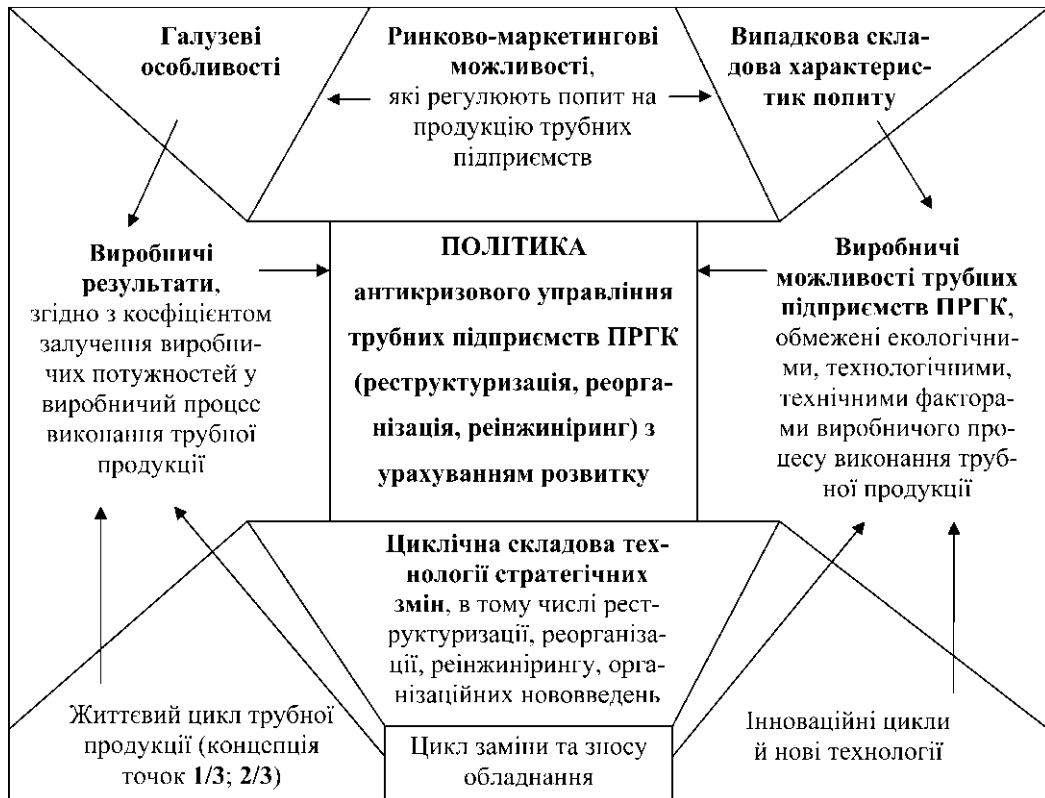 Галузеві
особливості
Ринково-маркетингові
можливості,
які регулюють попит на
продукцію трубних
підприємств
Випадкова скла-
дова характерис-
тик попиту
Виробничі
результати,
згідно з коефіцієнтом
залучення виробни-
чих потужностей у
виробничий процес
виконання трубної
продукції
ПОЛІТИКА
антикризового управління
трубних підприємств ПРГК
(реструктуризація, реорга-
нізація, реінжиніринг) з
урахуванням розвитку
Виробничі
можливості трубних
підприємств ПРГК,
обмежені екологічни-
ми, технологічними,
технічними фактора-
ми виробничого про-
цесу виконання труб-
ної продукції
Циклічна складова тех-
нології стратегічних
змін, в тому числі рест-
руктуризації, реорганіза-
ції, реінжинірингу, орга-
нізаційних нововведень
Життєвий цикл трубної
продукції (концепція
точок 1/3; 2/3)
Цикл заміни та зносу
обладнання
Інноваційні цикли
й нові технології